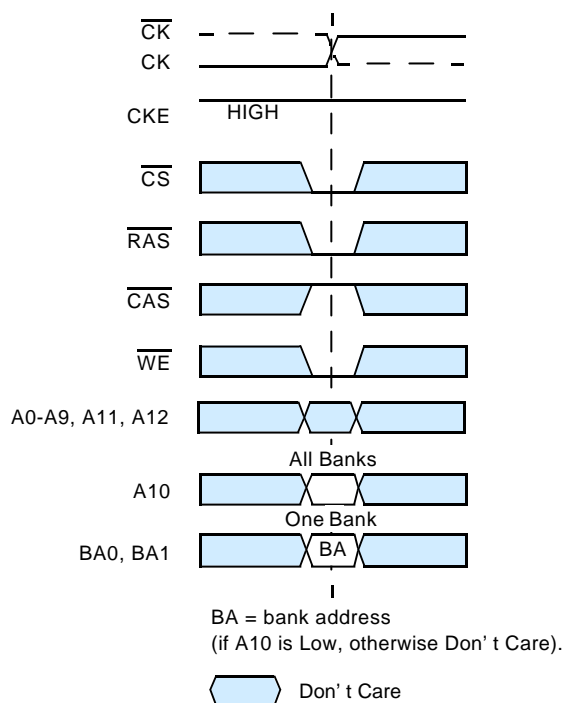 CK
CK
CKE HIGH
CS
RAS
CAS
WE
A0-A9, A11, A12
All Banks
A10
One Bank
BA0, BA1 BA
BA = bank address
(if A10 is Low, otherwise Don' t Care).
Don' t Care